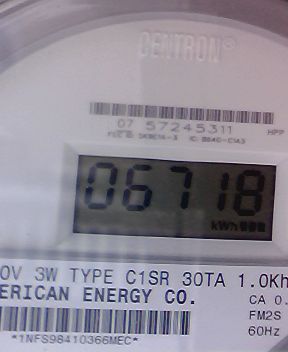 CENTRON®
07 57245311
HPP
06718
kWh
0V 3W TYPE C1SR 30TA 1.0Kh
ERICAN ENERGY CO.
CA 0.
FM2S
60Hz
*1NFS98410366MEC*